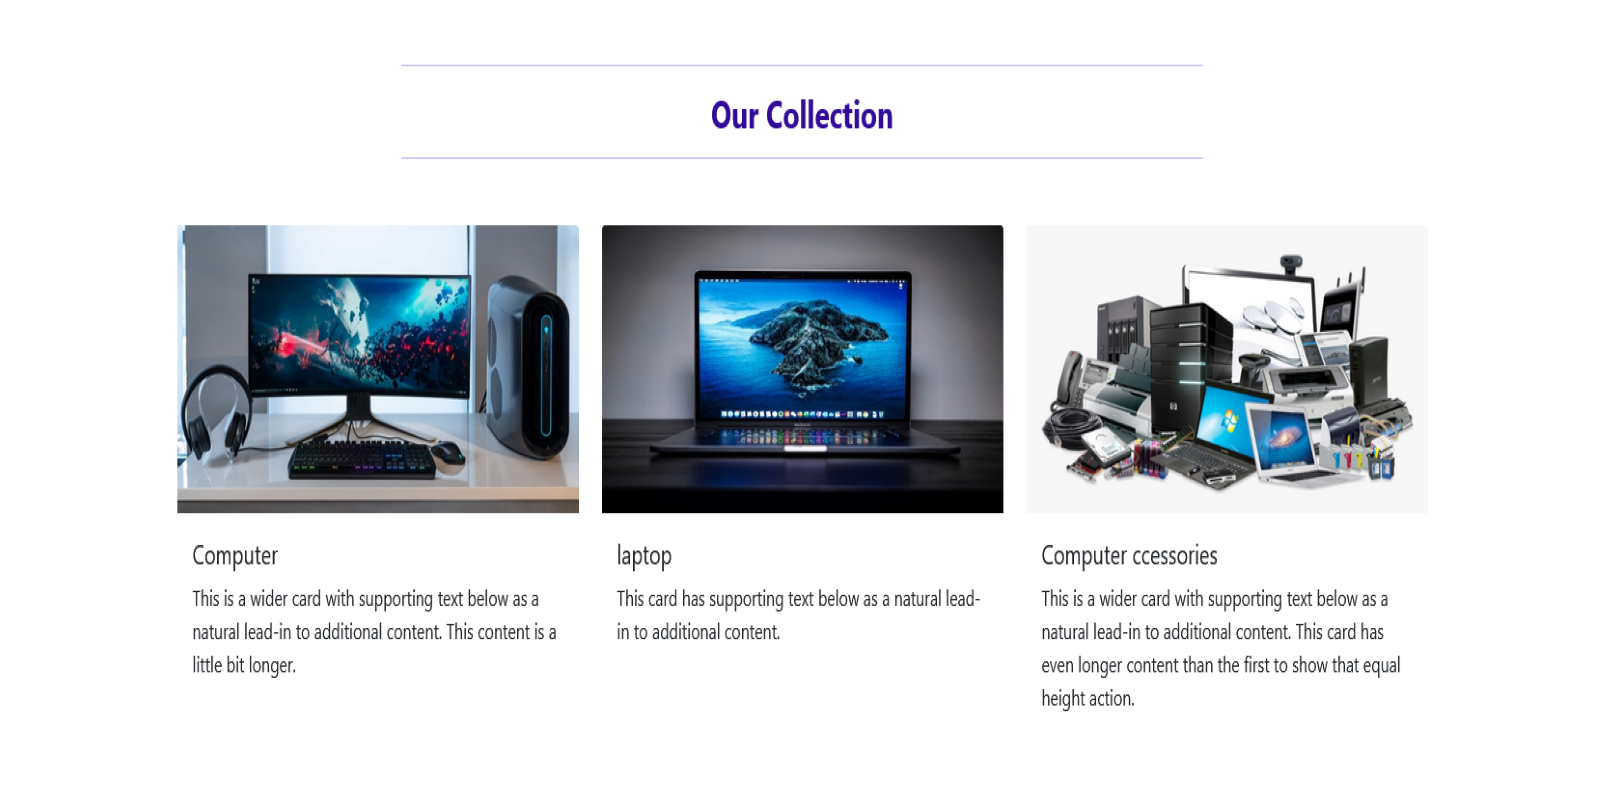 Our Collection
Computer
This is a wider card with supporting text below as a
natural lead-in to additional content. This content is a
little bit longer.
laptop
This card has supporting text below as a natural lead-
in to additional content.
Computer ccessories
This is a wider card with supporting text below as a
natural lead-in to additional content. This card has
even longer content than the first to show that equal
height action.